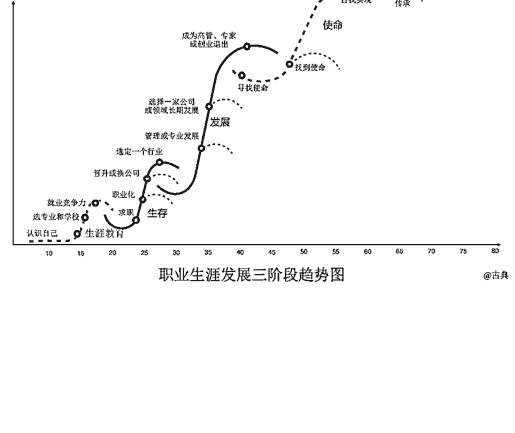 传承
使命
成为高管、专家
或创业退出
找到使命
寻找使命
选择一家公司
或领域长期发展
发展
管理或专业发展
选定一个行业
晋升或换公司
职业化
就业竞争力
求职
生存
选专业和学校
认识自己
生涯教育
10 15 20 25 30 35 40 45 50 55 60 65 70 75 80
职业生涯发展三阶段趋势图
@古典